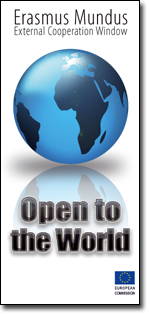 Erasmus Mundus
External Cooperation Window
Open to
the World
EUROPEAN
COMMISSION